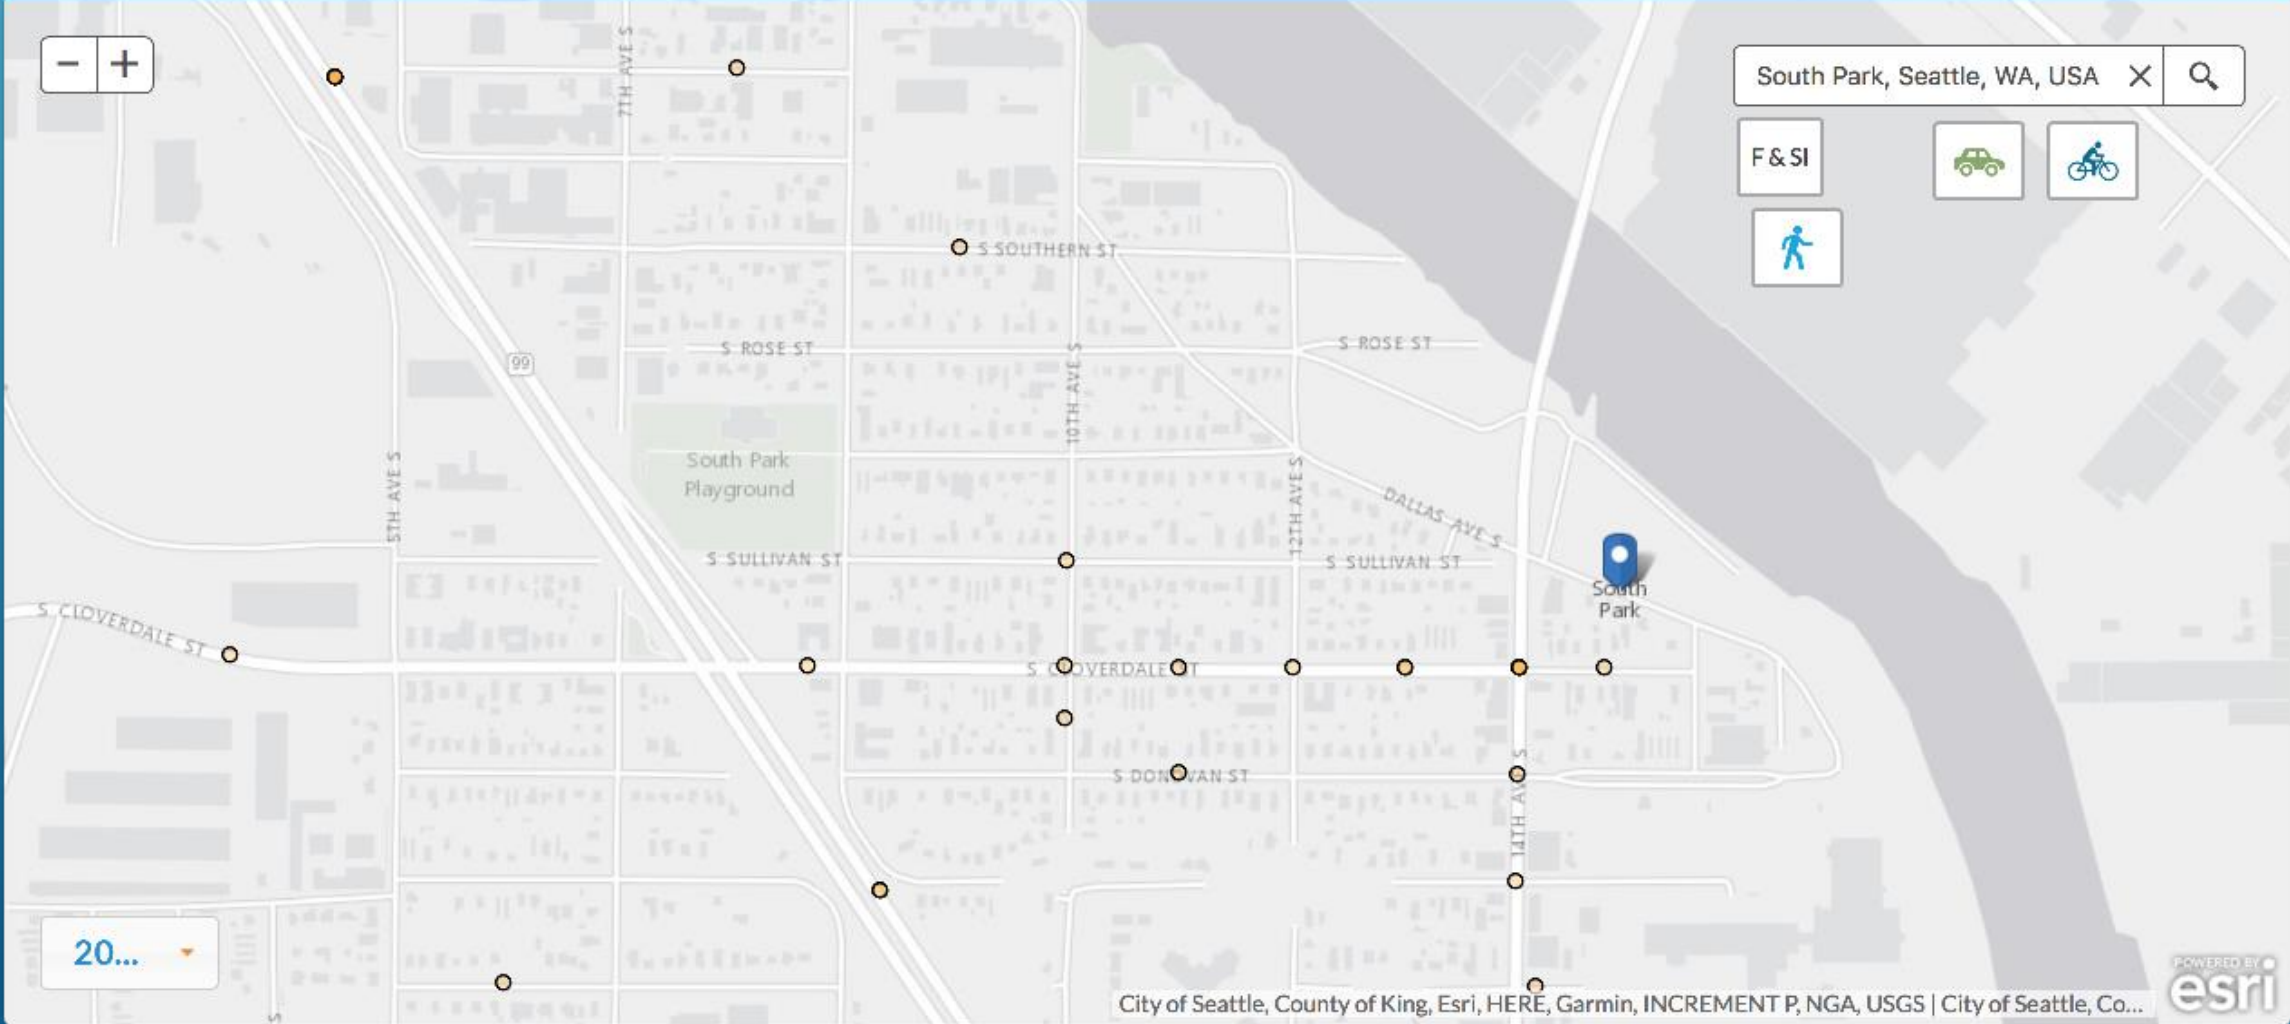 − +
South Park, Seattle, WA, USA
F & SI
7TH AVE S
S SOUTHERN ST
S ROSE ST
S ROSE ST
99
10TH AVE S
South Park
Playground
5TH AVE S
12TH AVE S
DALLAS AVE S
S SULLIVAN ST
S SULLIVAN ST
South
Park
S CLOVERDALE ST
S CLOVERDALE ST
S DONOVAN ST
14TH AVE S
20...
S
POWERED BY
esri
City of Seattle, County of King, Esri, HERE, Garmin, INCREMENT P, NGA, USGS | City of Seattle, Co...